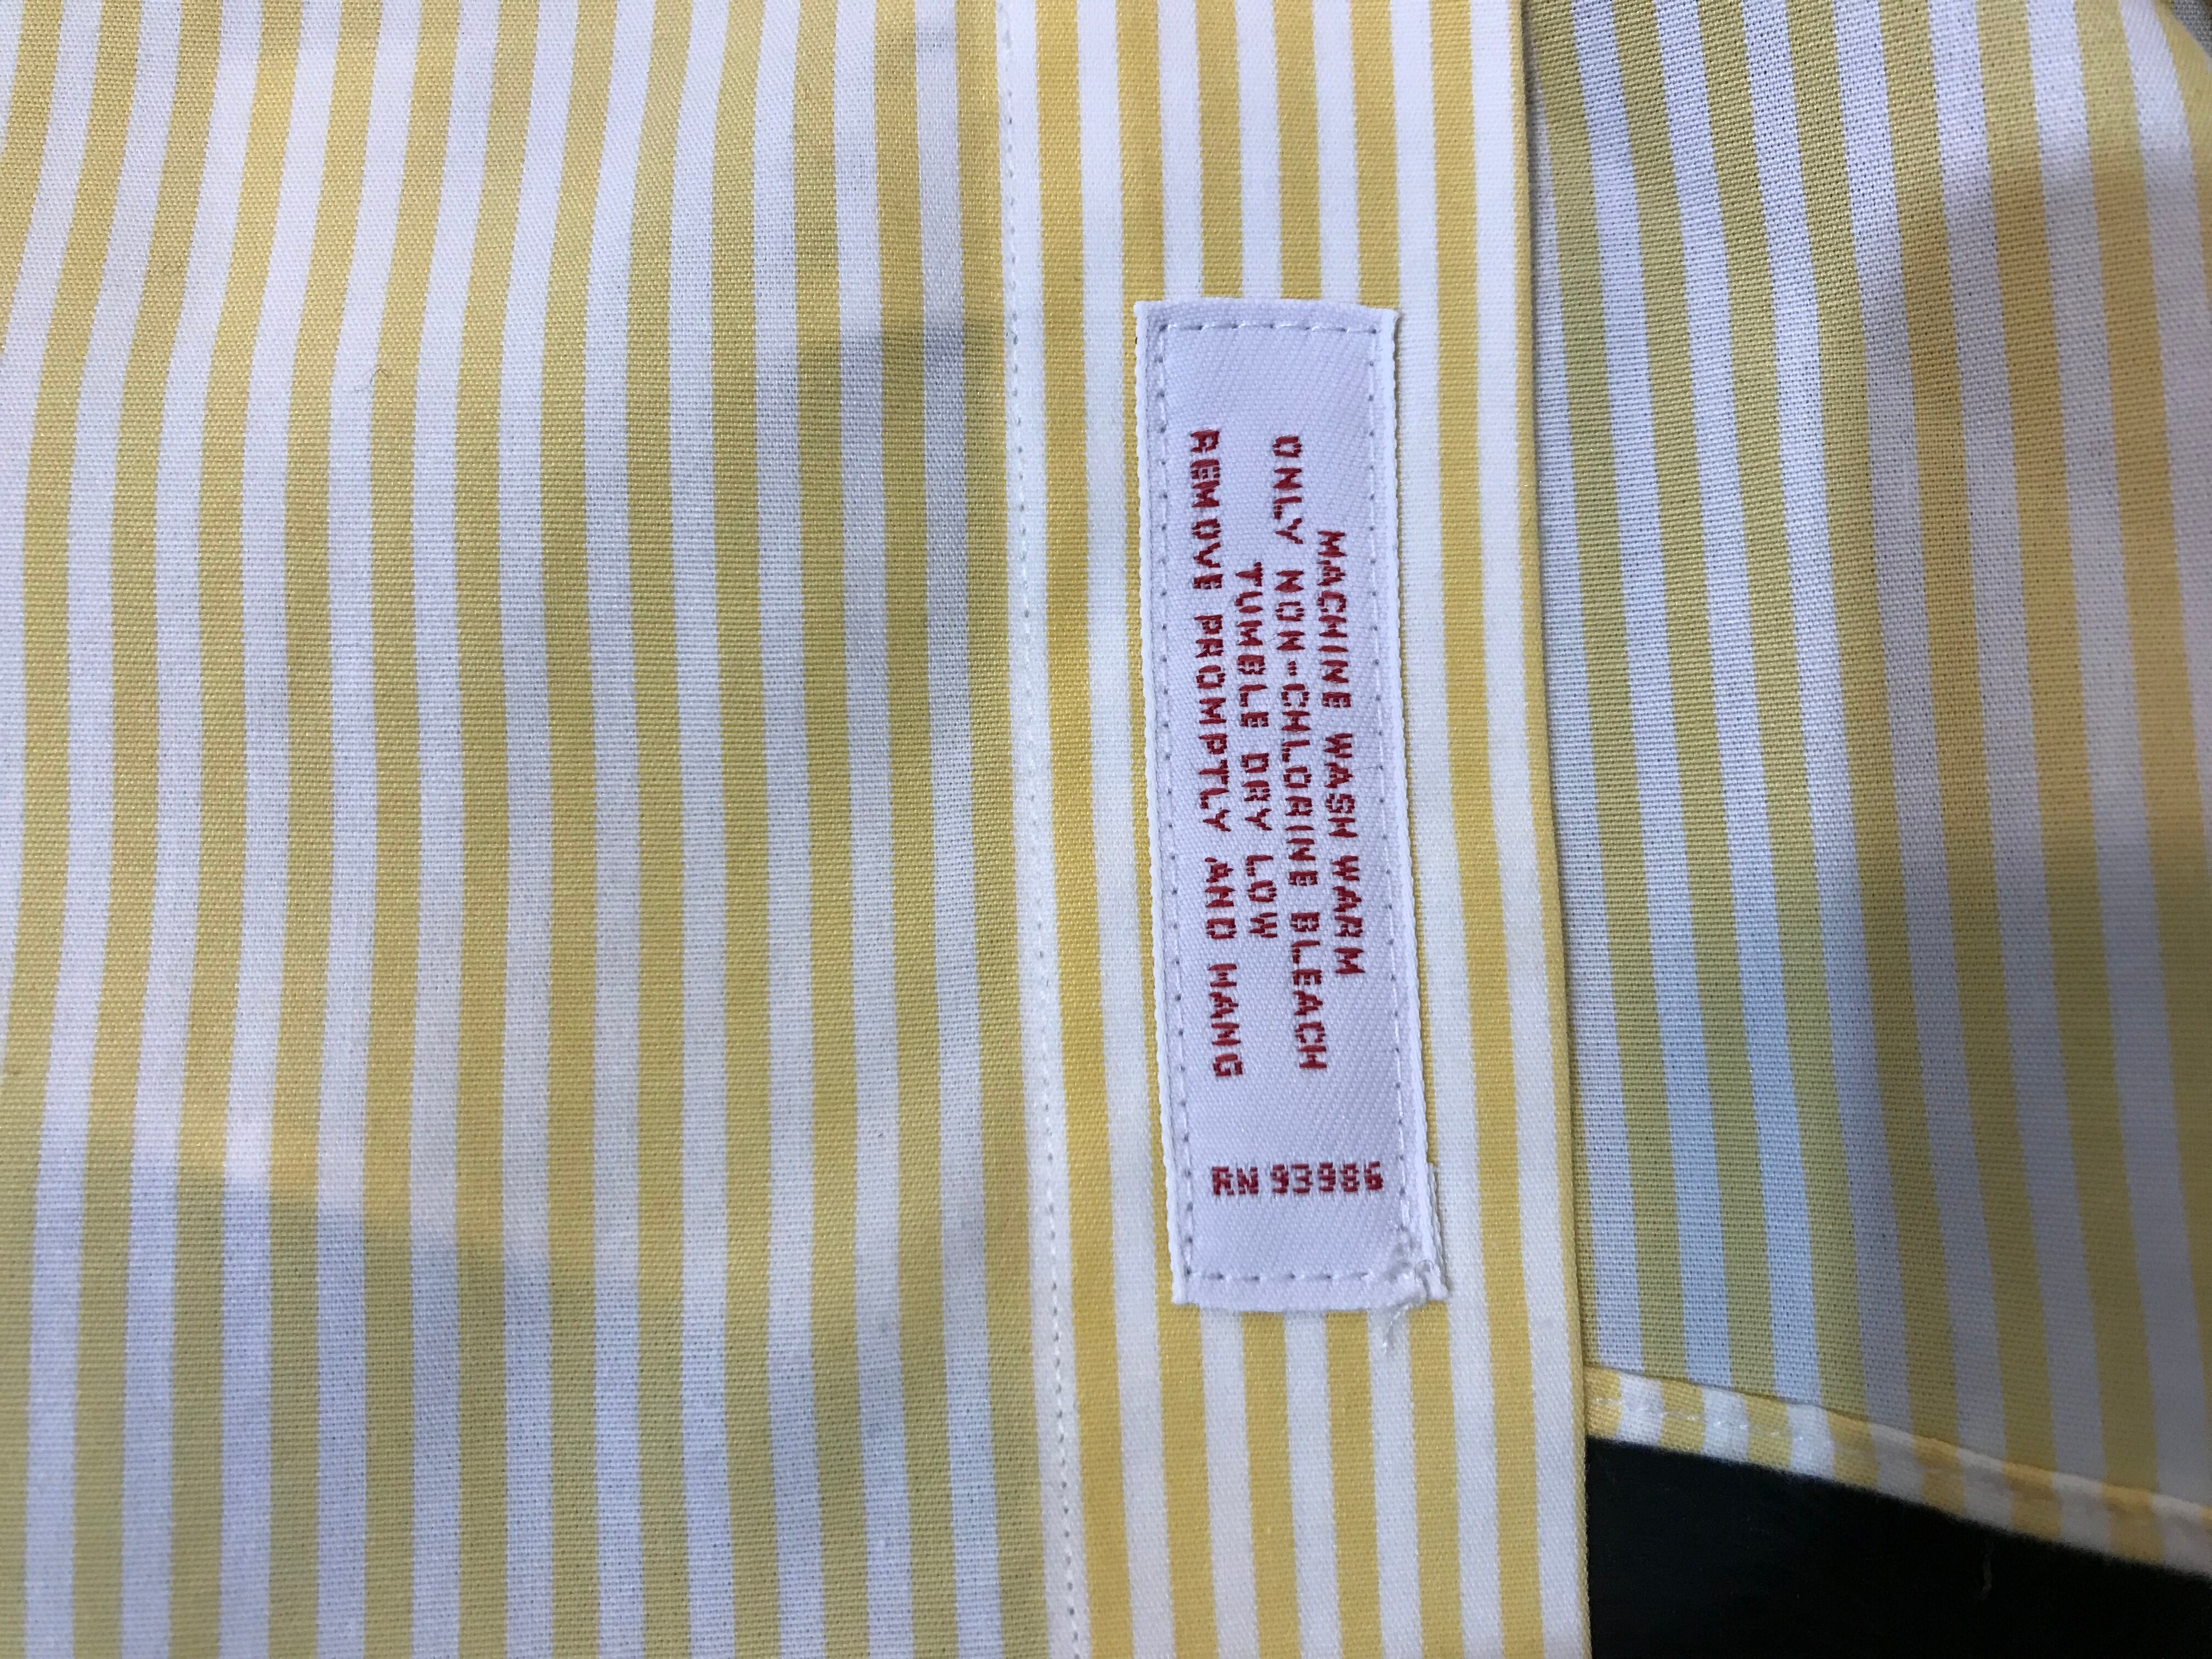 MACHINE WASH WARM
ONLY NON-CHLORINE BLEACH
TUMBLE DRY LOW
REMOVE PROMPTLY AND HANG
RN 93986